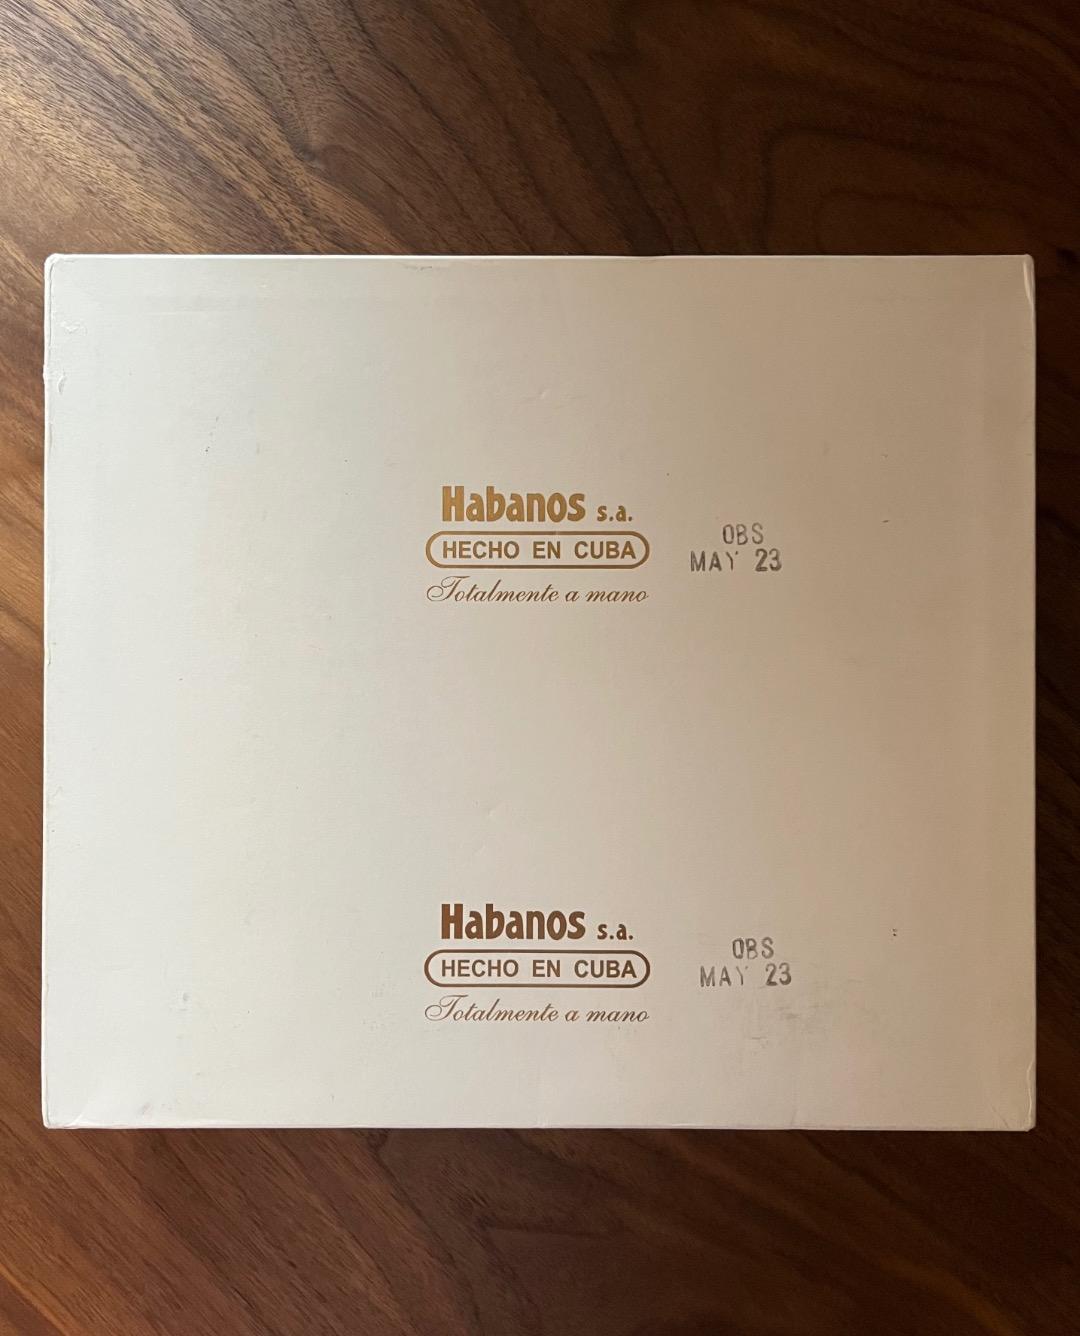 Habanos s.a.
HECHO EN CUBA
Totalmente a mano
OBS
MAY 23
Habanos s.a.
HECHO EN CUBA
Totalmente a mano
OBS
MAY 23